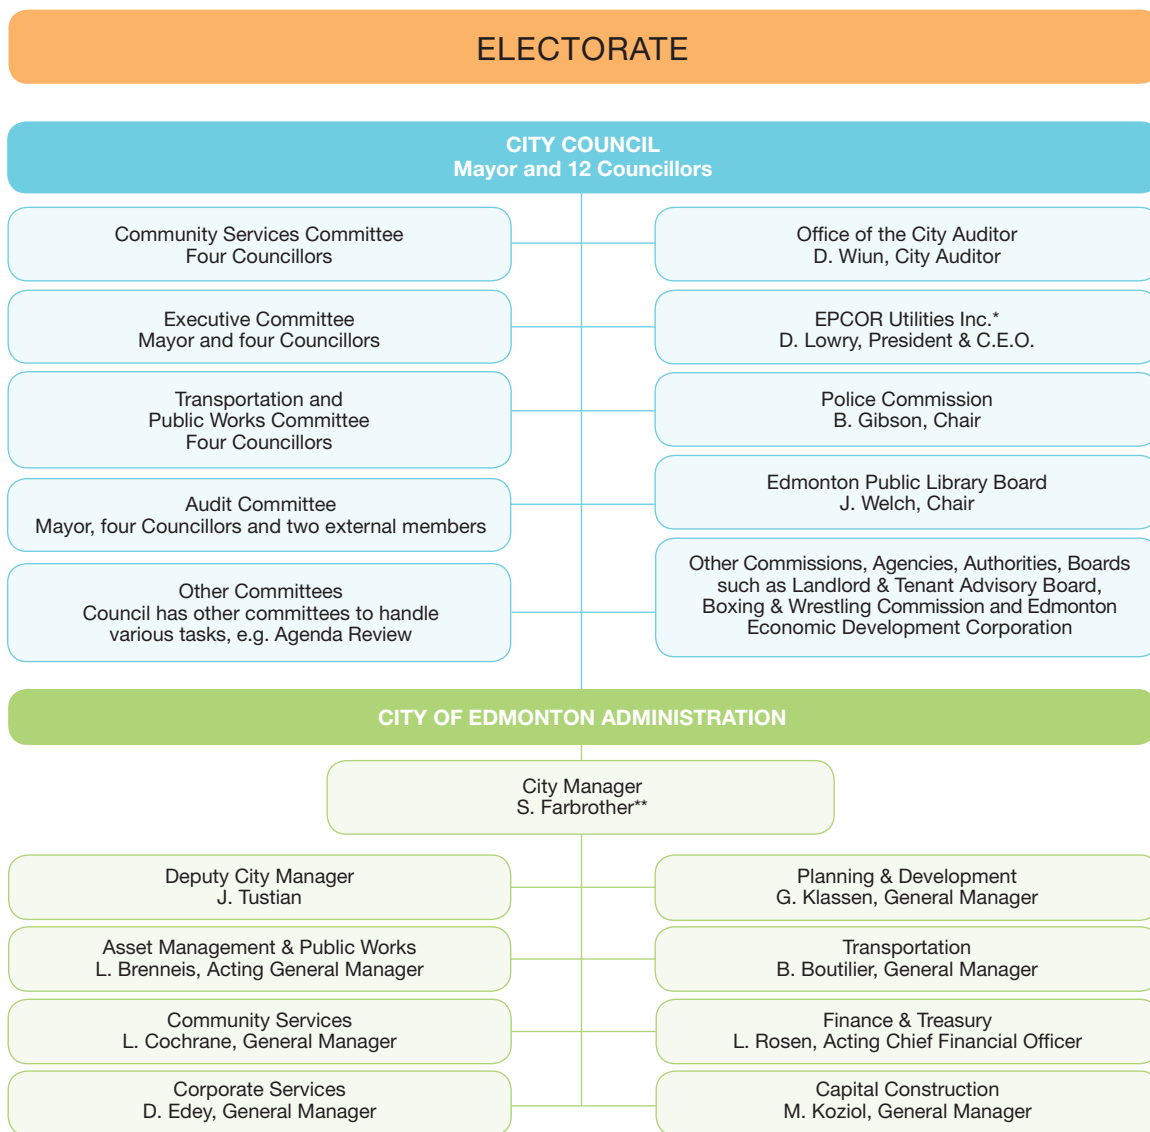 ELECTORATE
CITY COUNCIL
Mayor and 12 Councillors
Community Services Committee
Four Councillors
Office of the City Auditor
D. Wiun, City Auditor
Executive Committee
Mayor and four Councillors
EPCOR Utilities Inc.*
D. Lowry, President & C.E.O.
Transportation and
Public Works Committee
Four Councillors
Police Commission
B. Gibson, Chair
Audit Committee
Mayor, four Councillors and two external members
Edmonton Public Library Board
J. Welch, Chair
Other Committees
Council has other committees to handle
various tasks, e.g. Agenda Review
Other Commissions, Agencies, Authorities, Boards
such as Landlord & Tenant Advisory Board,
Boxing & Wrestling Commission and Edmonton
Economic Development Corporation
CITY OF EDMONTON ADMINISTRATION
City Manager
S. Farbrother**
Deputy City Manager
J. Tustian
Planning & Development
G. Klassen, General Manager
Asset Management & Public Works
L. Brenneis, Acting General Manager
Transportation
B. Boutilier, General Manager
Community Services
L. Cochrane, General Manager
Finance & Treasury
L. Rosen, Acting Chief Financial Officer
Corporate Services
D. Edey, General Manager
Capital Construction
M. Koziol, General Manager